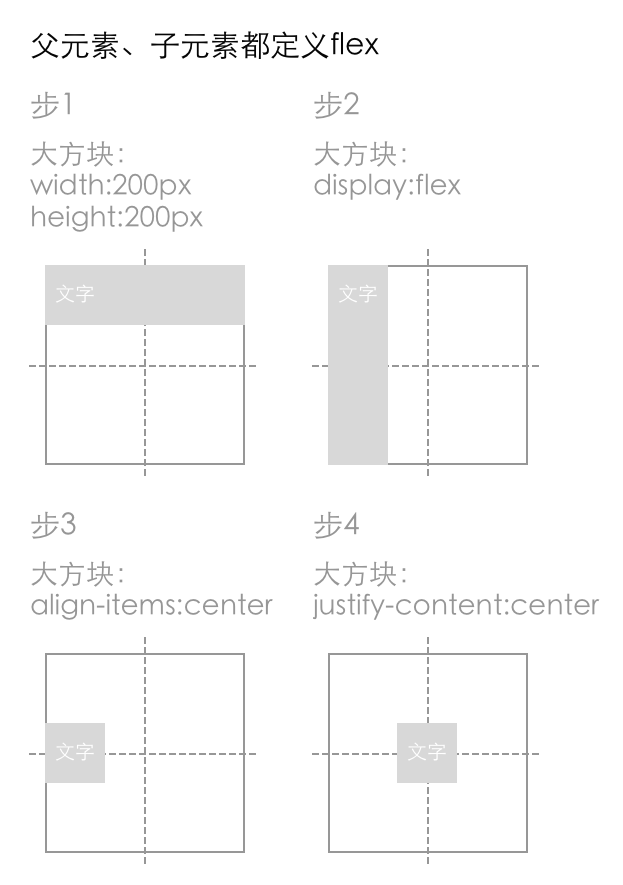 父元素、子元素都定义flex
步1
大方块：
width:200px
height:200px
文字
步2
大方块：
display:flex
文字
步3
大方块：
align-items:center
文字
步4
大方块：
justify-content:center
文字